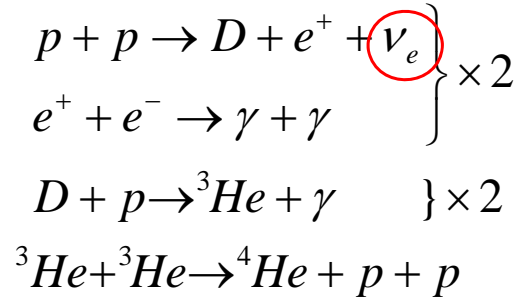 p + p → D + e⁺ + νₑ
e⁺ + e⁻ → γ + γ } × 2
D + p → ³He + γ } × 2
³He + ³He → ⁴He + p + p